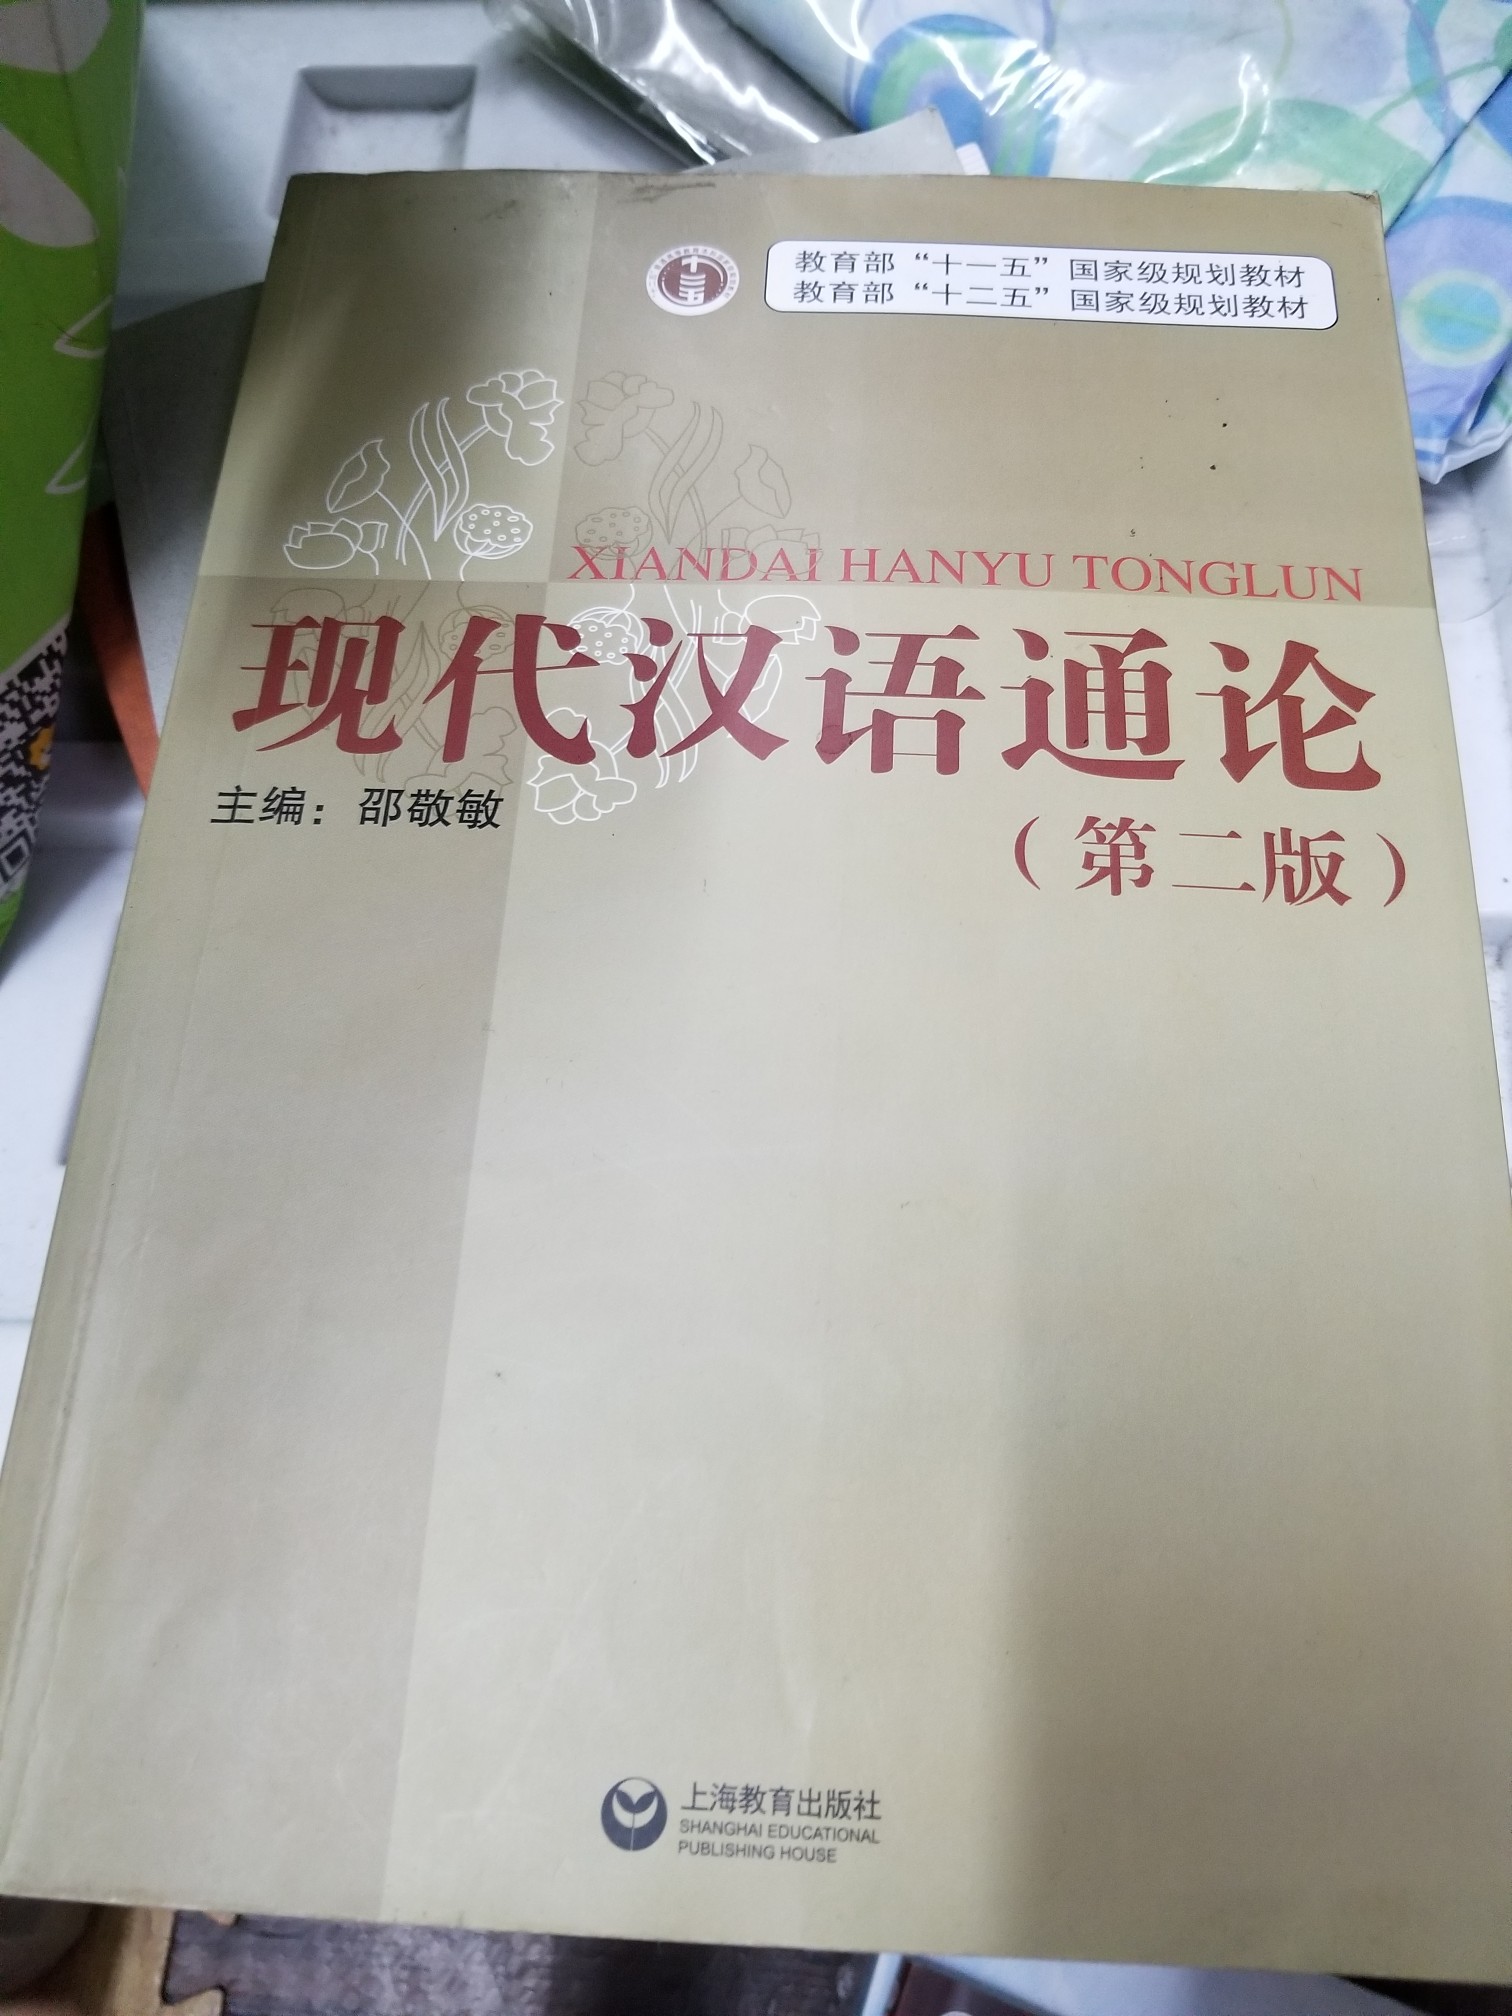 教育部“十一五”国家级规划教材
教育部“十二五”国家级规划教材
XIANDAI HANYU TONGLUN
现代汉语通论
主编：邵敬敏
（第二版）
上海教育出版社
SHANGHAI EDUCATIONAL
PUBLISHING HOUSE